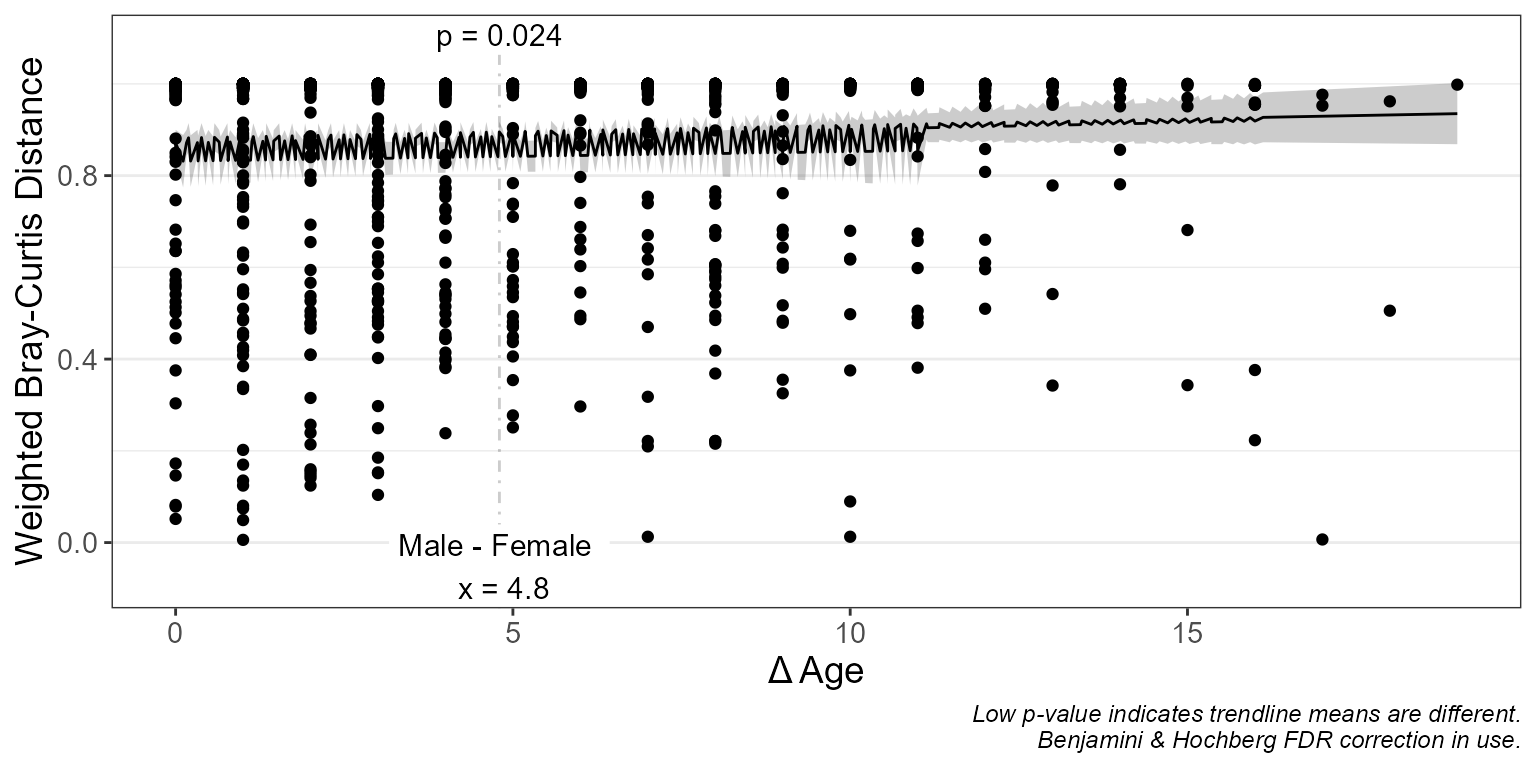 p = 0.024
Weighted Bray-Curtis Distance
0.8
0.4
0.0
Male - Female
x = 4.8
0
5
10
15
Δ Age
Low p-value indicates trendline means are different.
Benjamini & Hochberg FDR correction in use.